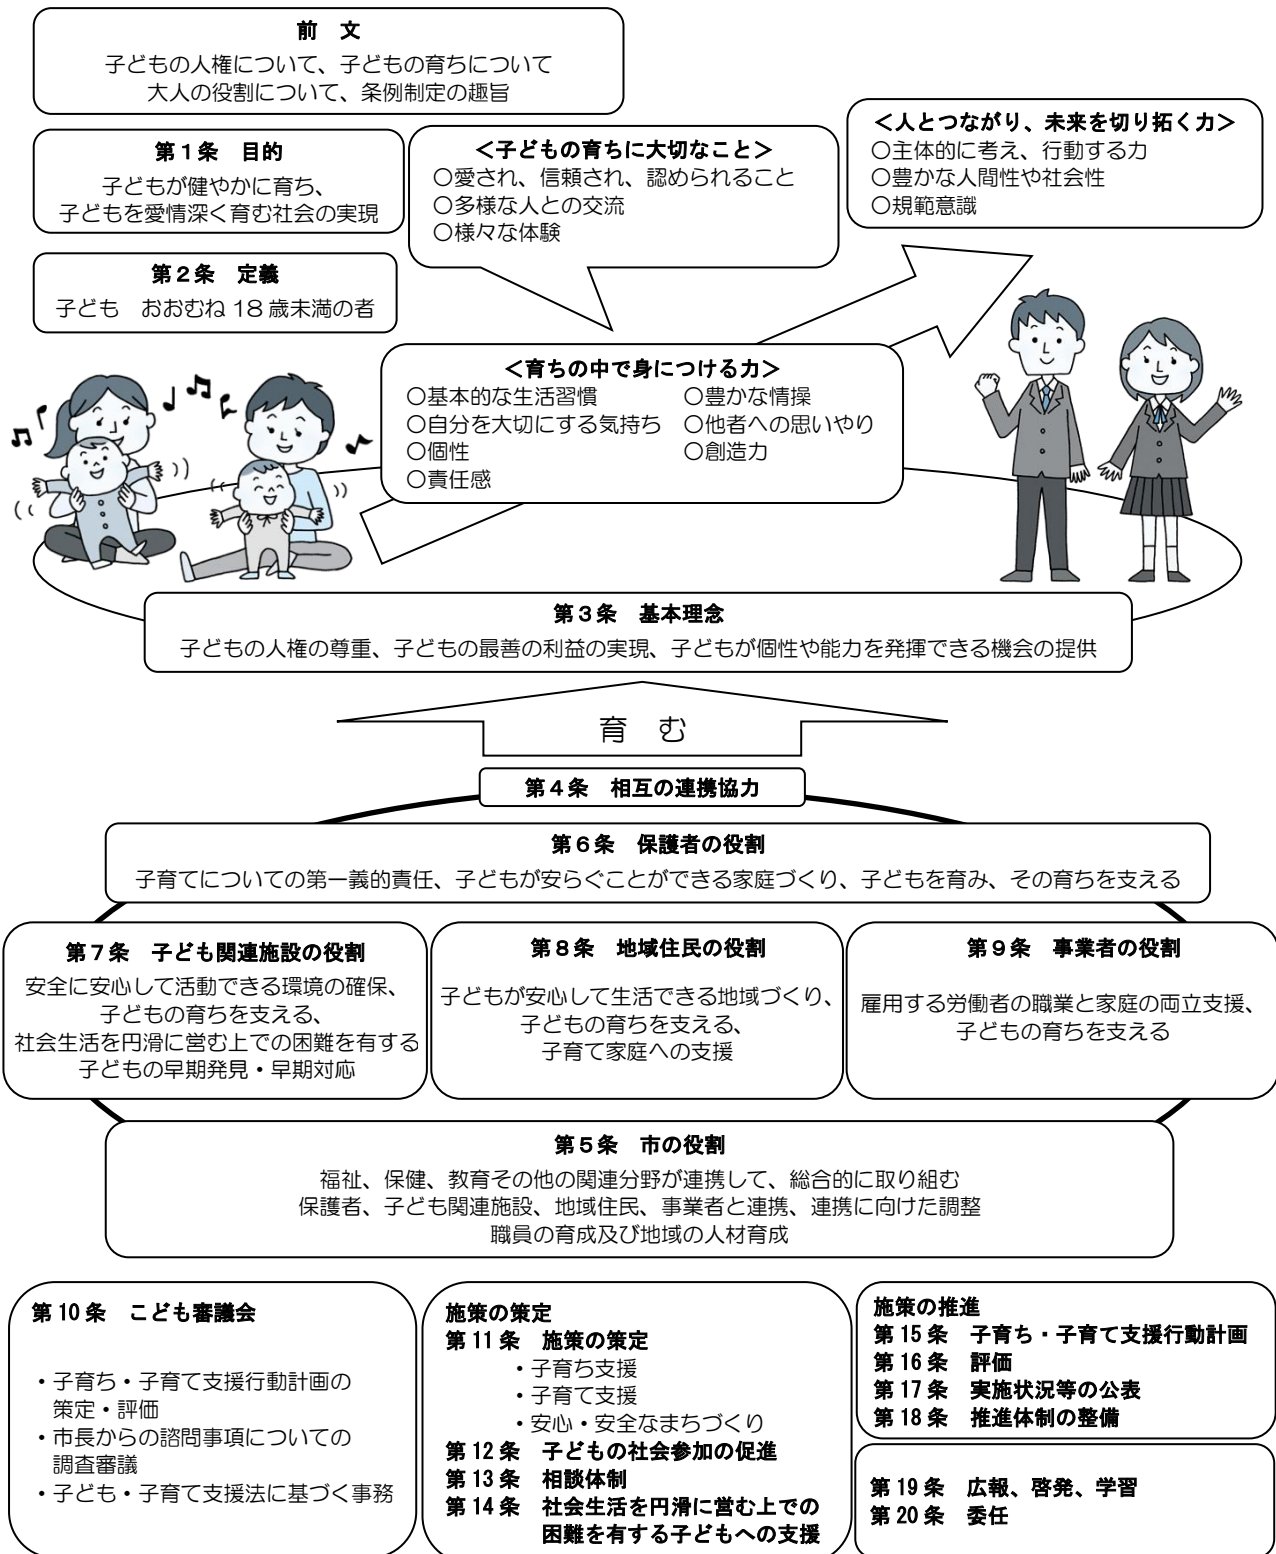 前　文
子どもの人権について、子どもの育ちについて
大人の役割について、条例制定の趣旨
第１条　目的
子どもが健やかに育ち、
子どもを愛情深く育む社会の実現
第２条　定義
子ども　おおむね 18 歳未満の者
＜子どもの育ちに大切なこと＞
○愛され、信頼され、認められること
○多様な人との交流
○様々な体験
＜人とつながり、未来を切り拓く力＞
○主体的に考え、行動する力
○豊かな人間性や社会性
○規範意識
＜育ちの中で身につける力＞
○基本的な生活習慣　○豊かな情操
○自分を大切にする気持ち　○他者への思いやり
○個性　○創造力
○責任感
第３条　基本理念
子どもの人権の尊重、子どもの最善の利益の実現、子どもが個性や能力を発揮できる機会の提供
育　む
第４条　相互の連携協力
第６条　保護者の役割
子育てについての第一義的責任、子どもが安らぐことができる家庭づくり、子どもを育み、その育ちを支える
第７条　子ども関連施設の役割
安全に安心して活動できる環境の確保、
子どもの育ちを支える、
社会生活を円滑に営む上での困難を有する
子どもの早期発見・早期対応
第８条　地域住民の役割
子どもが安心して生活できる地域づくり、
子どもの育ちを支える、
子育て家庭への支援
第９条　事業者の役割
雇用する労働者の職業と家庭の両立支援、
子どもの育ちを支える
第５条　市の役割
福祉、保健、教育その他の関連分野が連携して、総合的に取り組む
保護者、子ども関連施設、地域住民、事業者と連携、連携に向けた調整
職員の育成及び地域の人材育成
第 10 条　こども審議会
・子育ち・子育て支援行動計画の
策定・評価
・市長からの諮問事項についての
調査審議
・子ども・子育て支援法に基づく事務
施策の策定
第 11 条　施策の策定
・子育ち支援
・子育て支援
・安心・安全なまちづくり
第 12 条　子どもの社会参加の促進
第 13 条　相談体制
第 14 条　社会生活を円滑に営む上での
困難を有する子どもへの支援
施策の推進
第 15 条　子育ち・子育て支援行動計画
第 16 条　評価
第 17 条　実施状況等の公表
第 18 条　推進体制の整備
第 19 条　広報、啓発、学習
第 20 条　委任